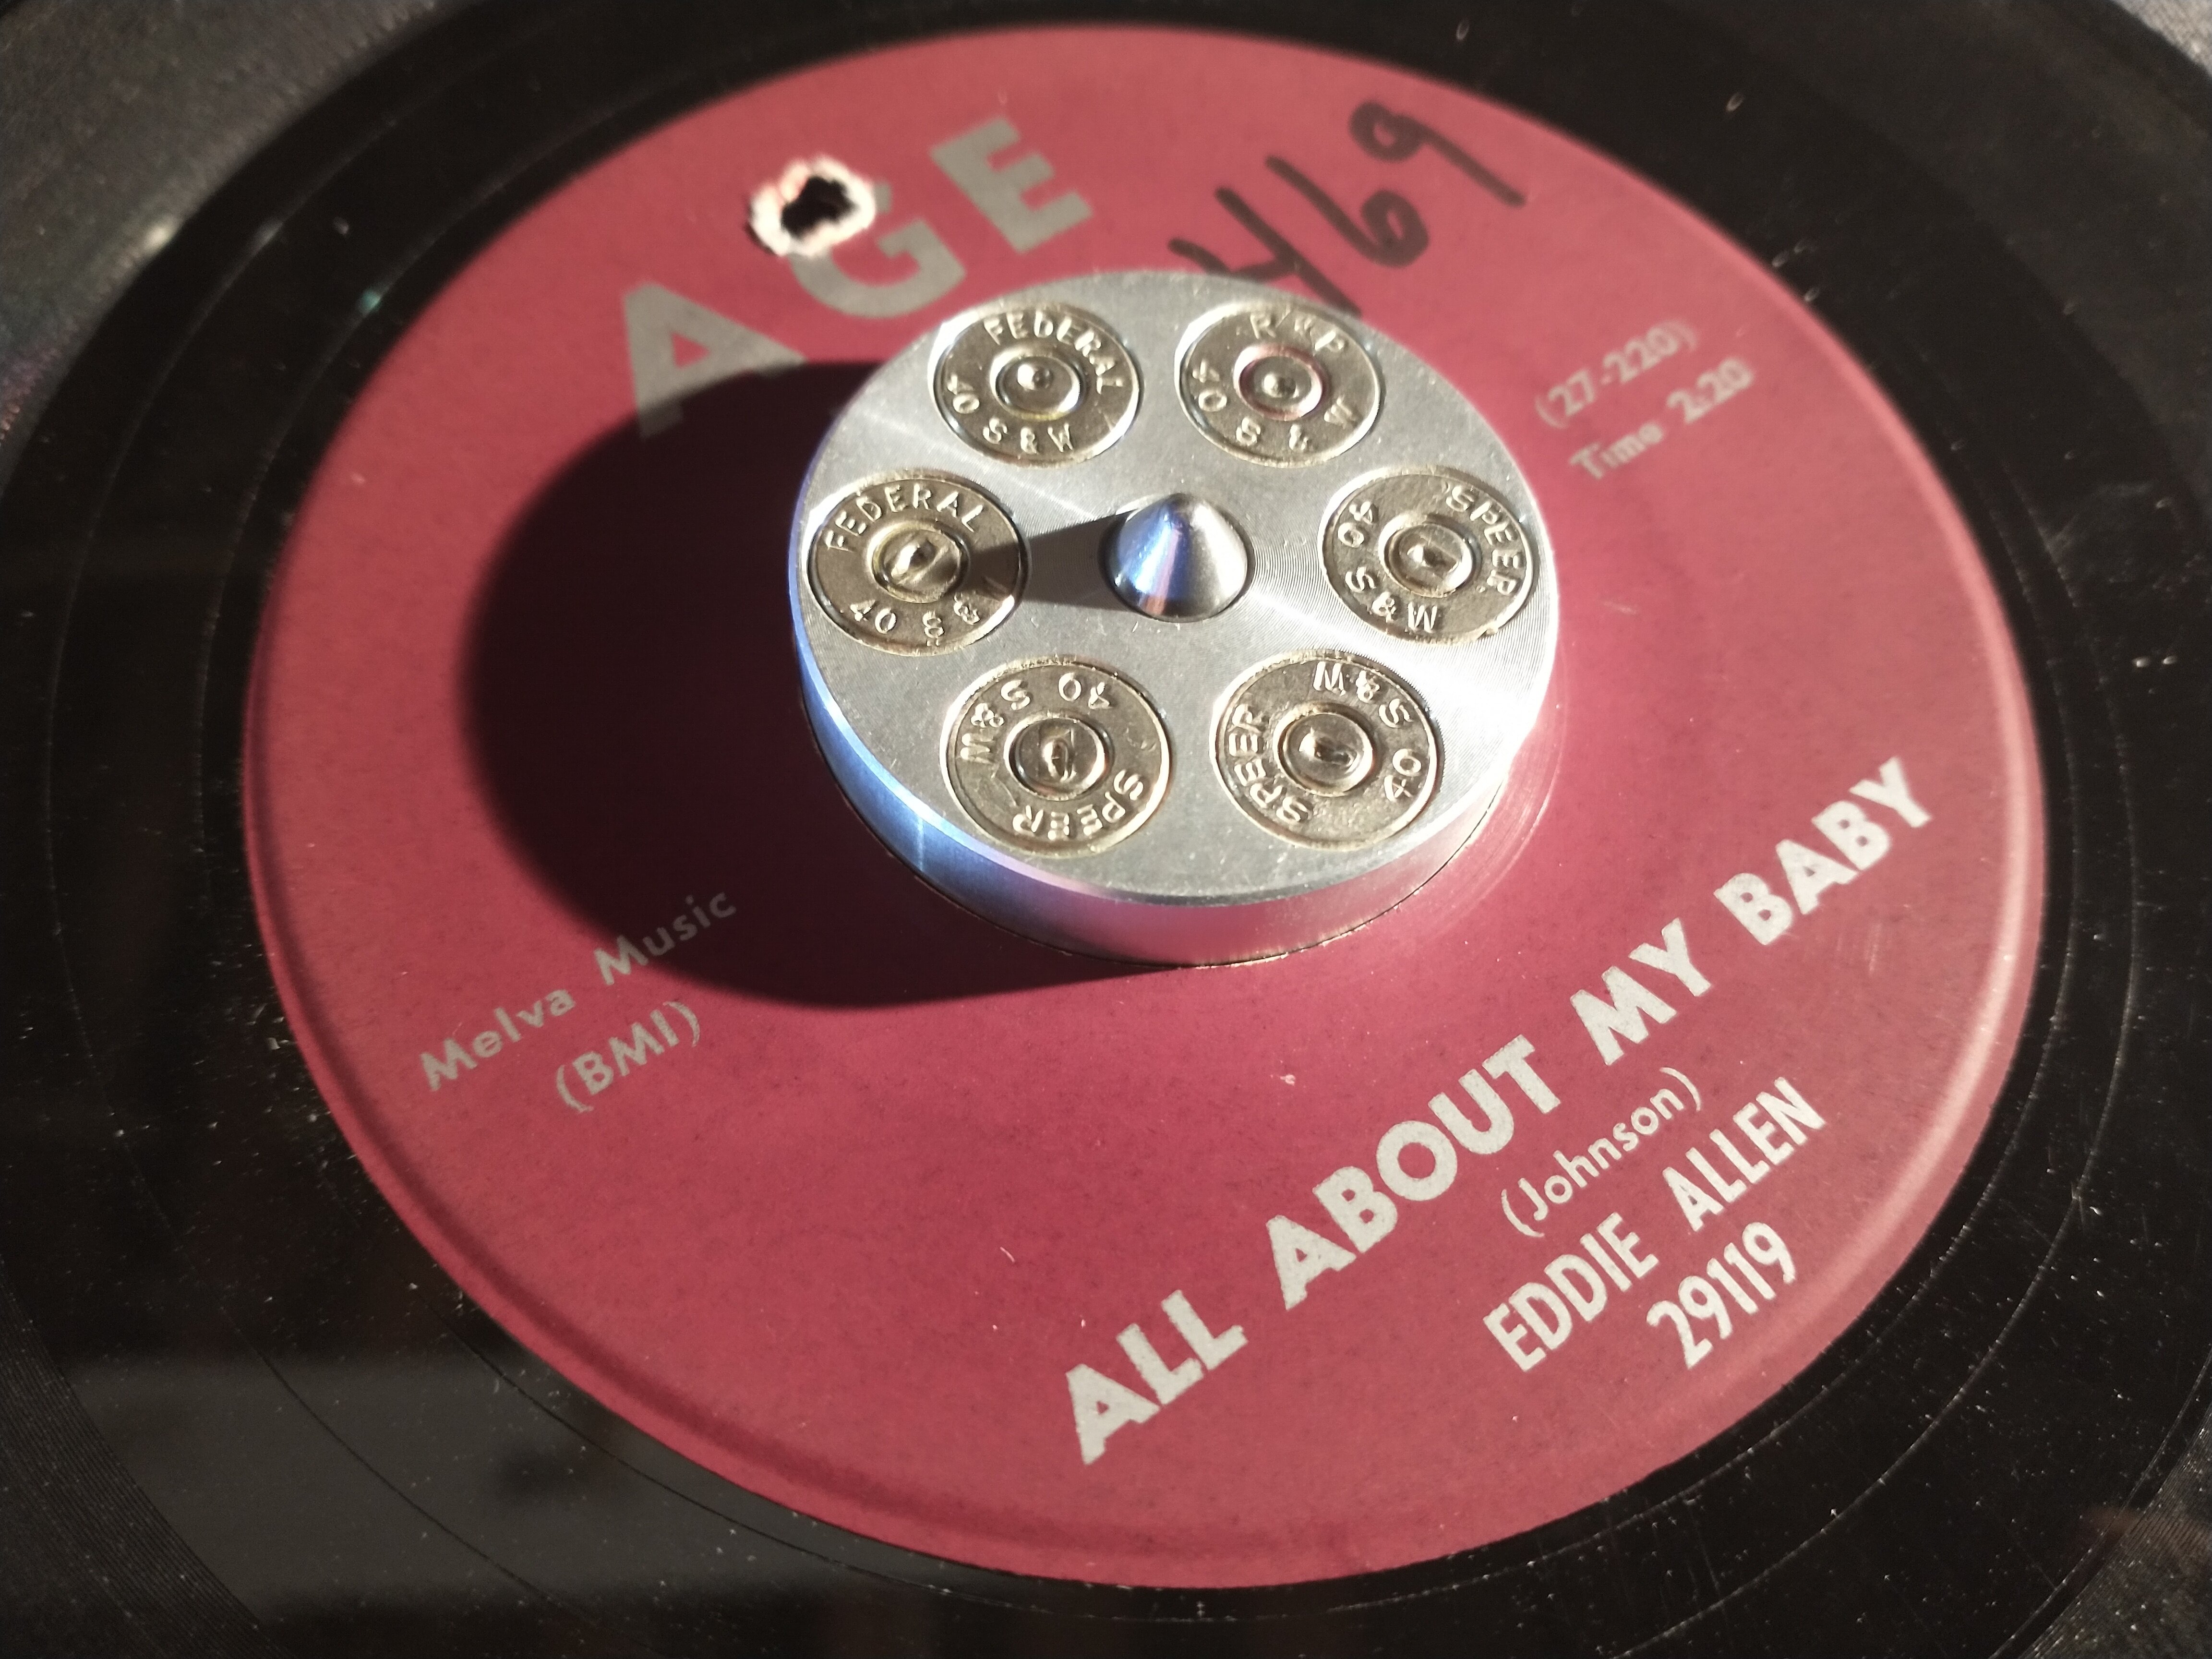 AGE
469
(27-220)
Time 2:20
FEDERAL
40 S&W
R W P
40 S & W
FEDERAL
40 S&
SPEER
40 S&W
SPEER
40 S&W
SPEER
40 S&W
Melva Music
(BMI)
ALL ABOUT MY BABY
(Johnson)
EDDIE ALLEN
29119